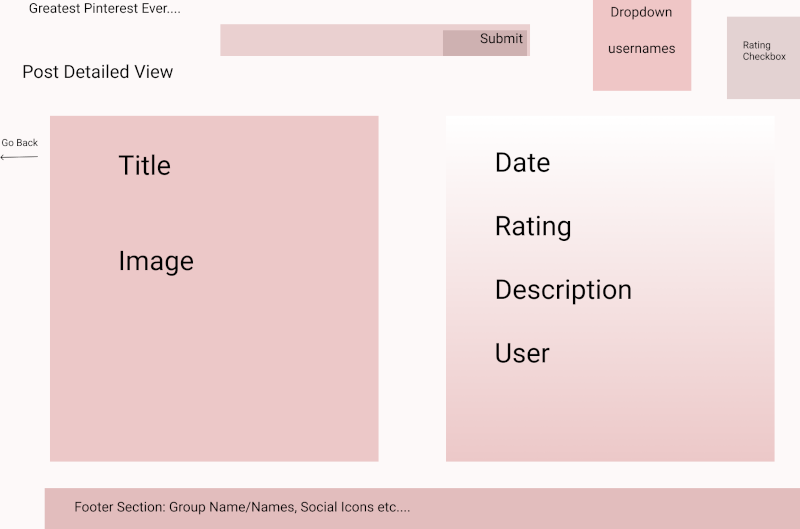 Greatest Pinterest Ever....
Submit
Dropdown
usernames
Rating
Checkbox
Post Detailed View
Go Back
Title
Image
Date
Rating
Description
User
Footer Section: Group Name/Names, Social Icons etc....